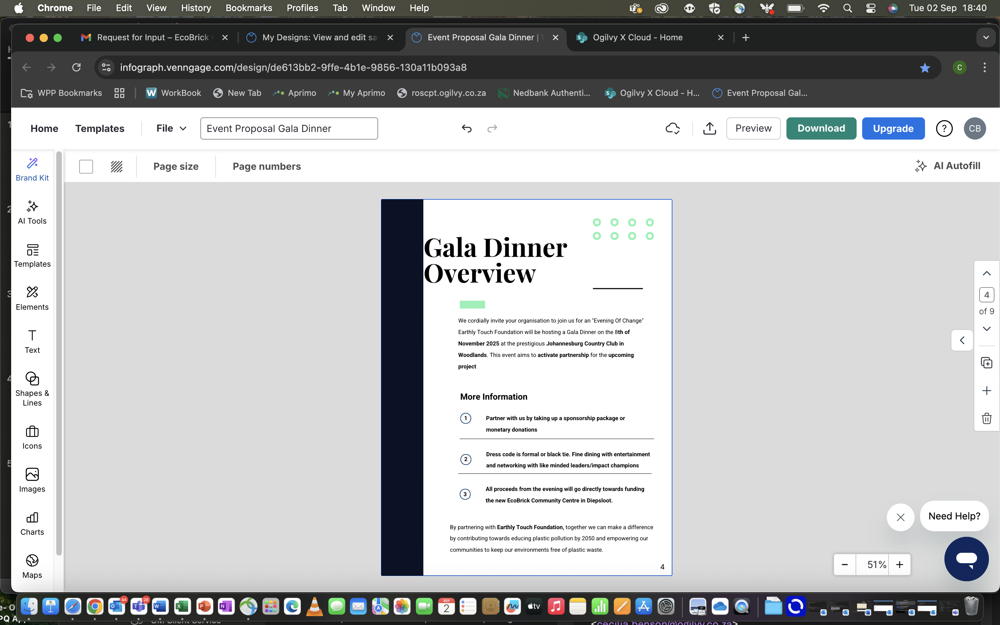 Chrome File Edit View History Bookmarks Profiles Tab Window Help Tue 02 Sep 18:40
Request for Input – EcoBrick My Designs: View and edit sa Event Proposal Gala Dinner | Ogilvy X Cloud - Home
infograph.venngage.com/design/de613bb2-9ffe-4b1e-9856-130a11b093a8 C
WPP Bookmarks WorkBook New Tab Aprimo My Aprimo roscpt.ogilvy.co.za Nedbank Authenti... Ogilvy X Cloud - H... Event Proposal Gal...
Home Templates File Event Proposal Gala Dinner Preview Download Upgrade ? CB
Page size Page numbers AI Autofill
Brand Kit
AI Tools
Templates
Elements
Text
Shapes &
Lines
Icons
Images
Charts
Maps
Gala Dinner
Overview
We cordially invite your organisation to join us for an "Evening Of Change"
Earthly Touch Foundation will be hosting a Gala Dinner on the 8th of
November 2025 at the prestigious Johannesburg Country Club in
Woodlands. This event aims to activate partnership for the upcoming
project
More Information
1 Partner with us by taking up a sponsorship package or
monetary donations
2 Dress code is formal or black tie. Fine dining with entertainment
and networking with like minded leaders/impact champions
3 All proceeds from the evening will go directly towards funding
the new EcoBrick Community Centre in Diepsloot.
By partnering with Earthly Touch Foundation, together we can make a difference
by contributing towards educing plastic pollution by 2050 and empowering our
communities to keep our environments free of plastic waste.
4
4
of 9
Need Help?
51%
44
28
SEP
2
tv
<cecilia.benson@ogilvy.co.za>